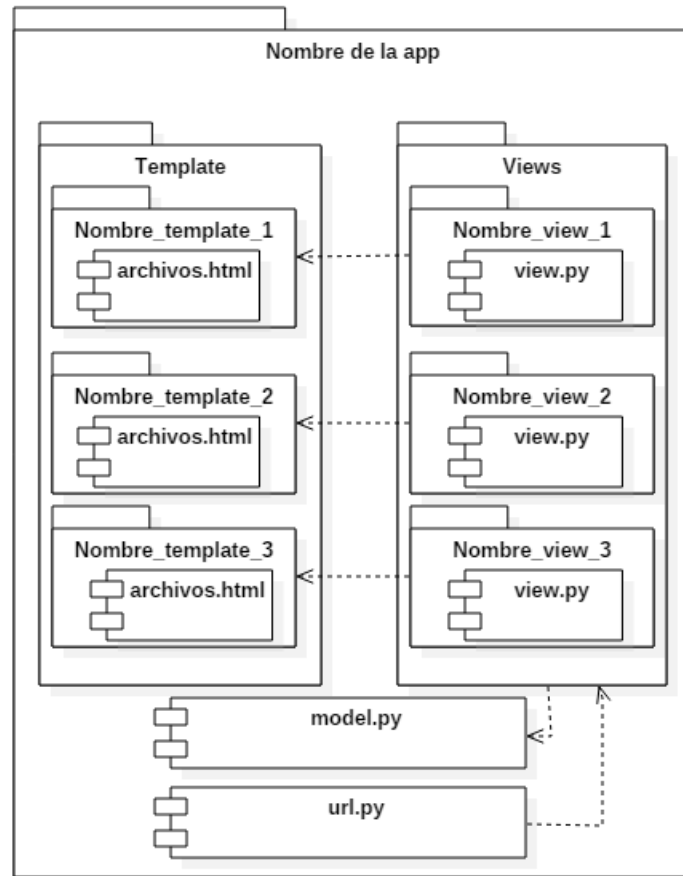 Nombre de la app
Template
Nombre_template_1
archivos.html
Nombre_template_2
archivos.html
Nombre_template_3
archivos.html
Views
Nombre_view_1
view.py
Nombre_view_2
view.py
Nombre_view_3
view.py
model.py
url.py